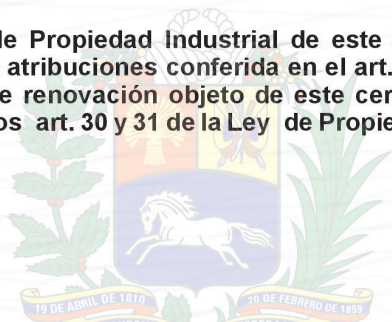 de Propiedad Industrial de este
atribuciones conferida en el art.
e renovación objeto de este cer
os art. 30 y 31 de la Ley de Propie
19 DE ABRIL DE 1810
20 DE FEBRERO DE 1859